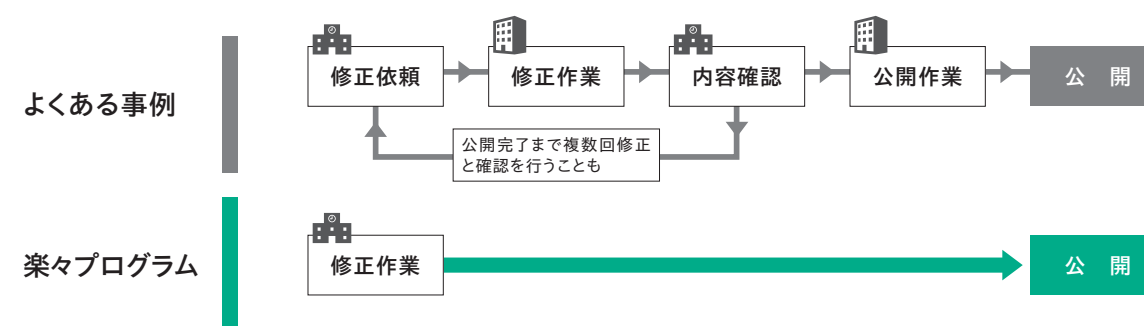 よくある事例
修正依頼
修正作業
内容確認
公開作業
公 開
公開完了まで複数回修正
と確認を行うことも
楽々プログラム
修正作業
公 開